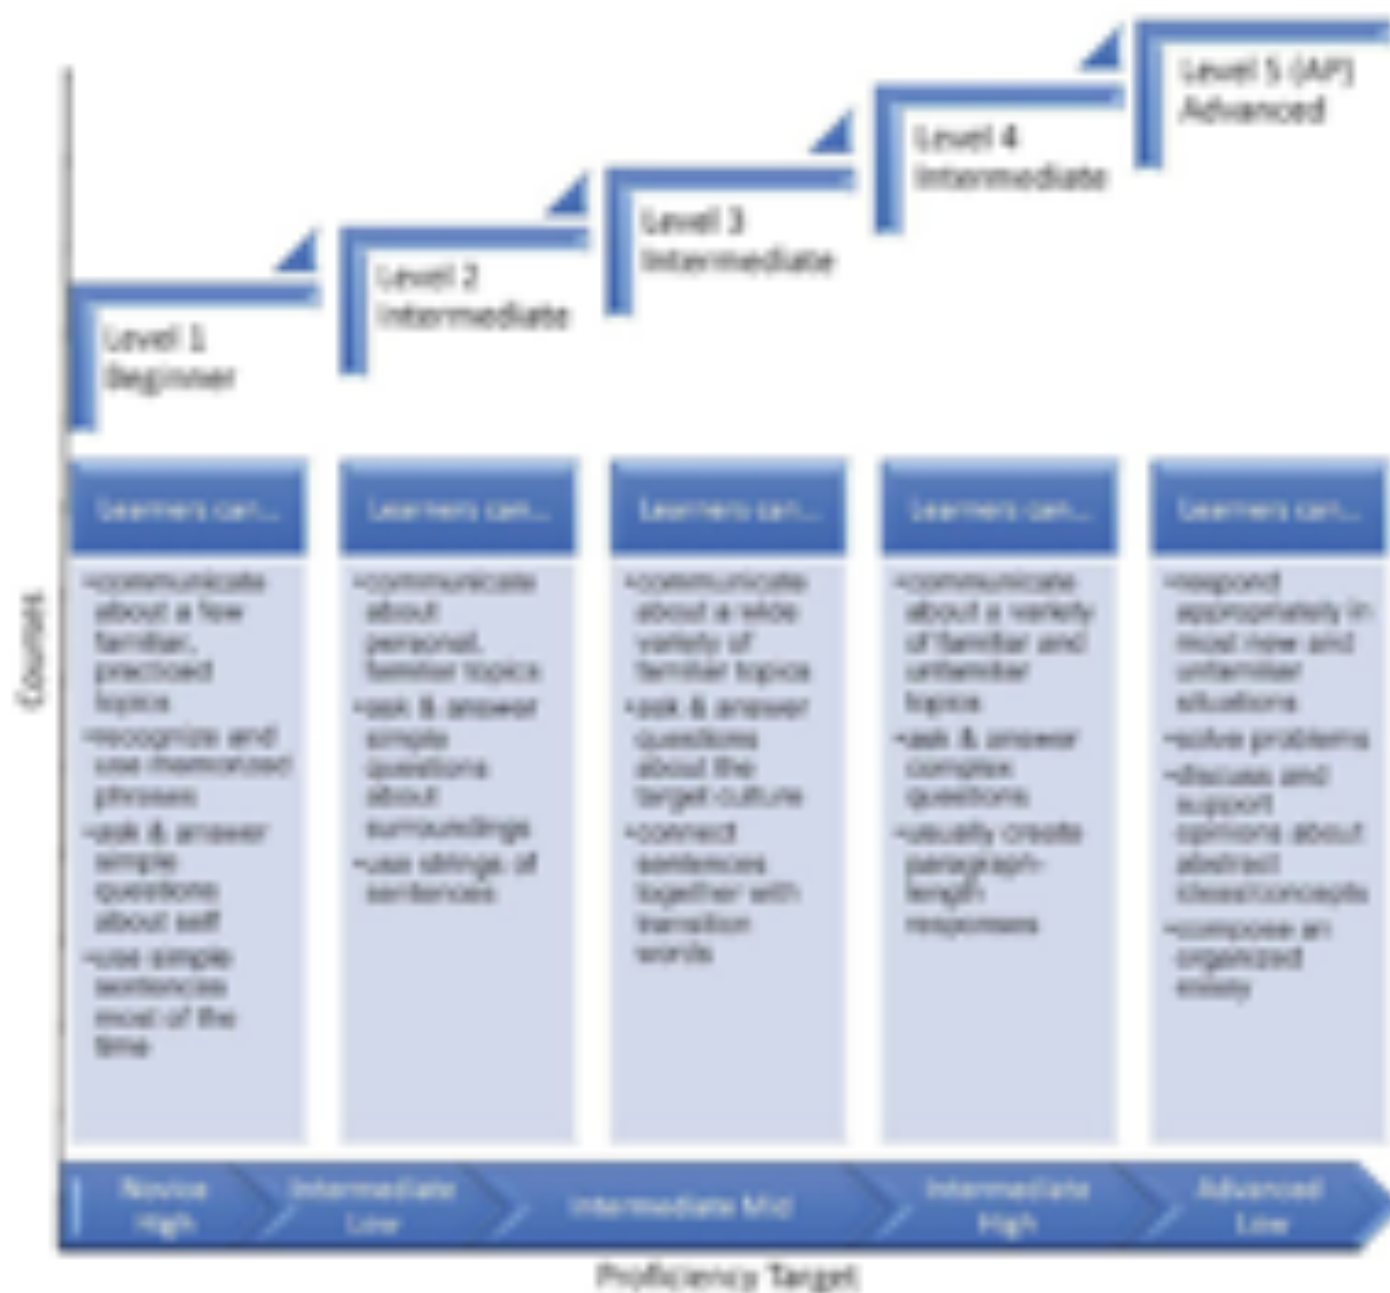 Level 5 (AP)
Advanced
Level 4
Intermediate
Level 3
Intermediate
Level 2
Intermediate
Level 1
Beginner
Courses
Learners can...
•communicate
about a few
familiar,
practiced
topics
•recognize and
use memorized
phrases
•ask & answer
simple
questions
about self
•use simple
sentences
most of the
time
Learners can...
•communicate
about
personal,
familiar topics
•ask & answer
simple
questions
about
surroundings
•use strings of
sentences
Learners can...
•communicate
about a wide
variety of
familiar topics
•ask & answer
questions
about the
target culture
•connect
sentences
together with
transition
words
Learners can...
•communicate
about a variety
of familiar and
unfamiliar
topics
•ask & answer
complex
questions
•usually create
paragraph-
length
responses
Learners can...
•respond
appropriately in
most new and
unfamiliar
situations
•solve problems
•discuss and
support
opinions about
abstract
ideas/concepts
•compose an
organized
essay
Novice
High
Intermediate
Low
Intermediate Mid
Intermediate
High
Advanced
Low
Proficiency Target